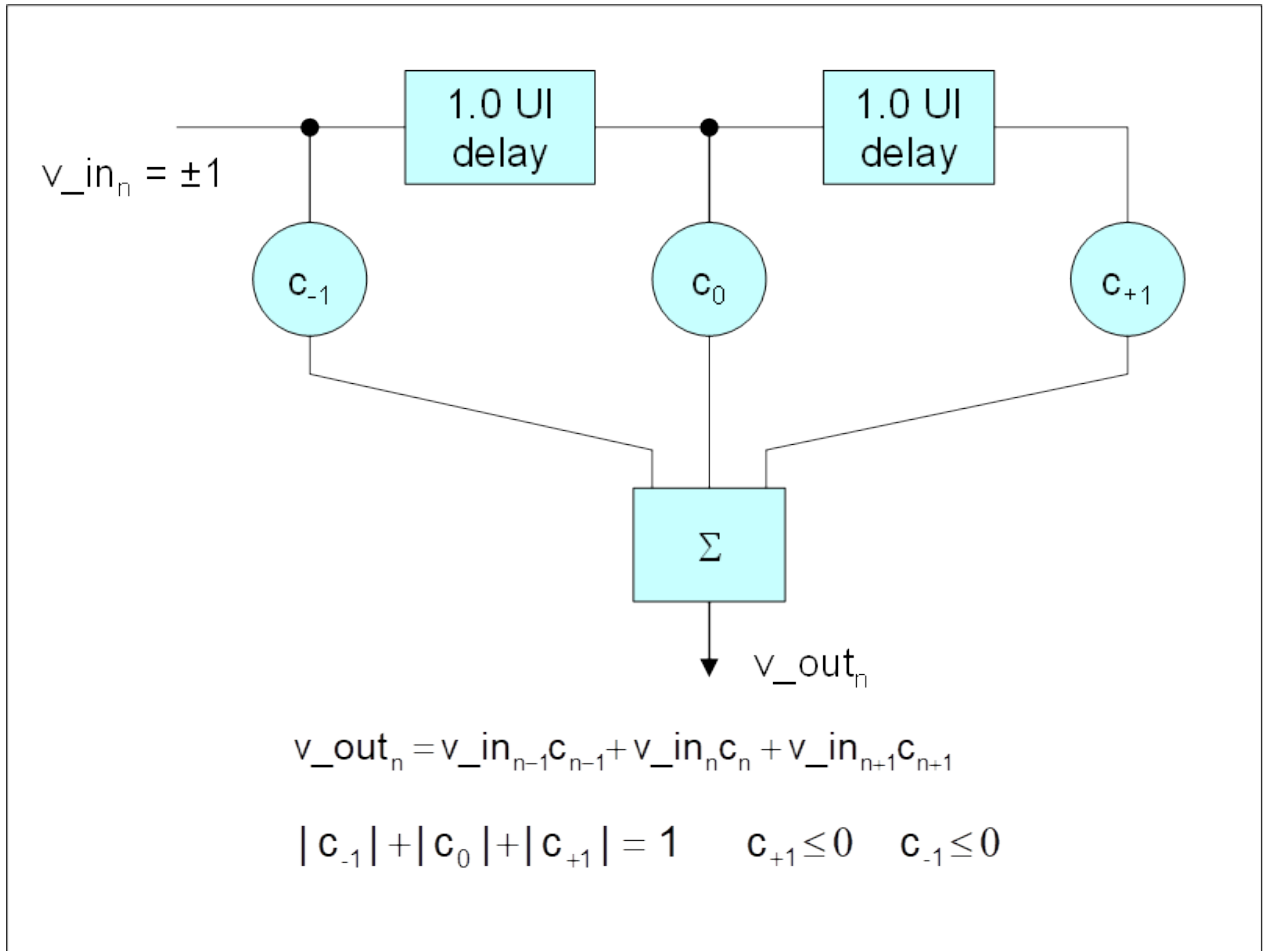 1.0 UI
delay
1.0 UI
delay
v_inₙ = ±1
c₋₁
c₀
c₊₁
Σ
v_outₙ
v_outₙ = v_inₙ₋₁cₙ₋₁ + v_inₙcₙ + v_inₙ₊₁cₙ₊₁
|c₋₁|+|c₀|+|c₊₁| = 1 c₊₁≤0 c₋₁≤0